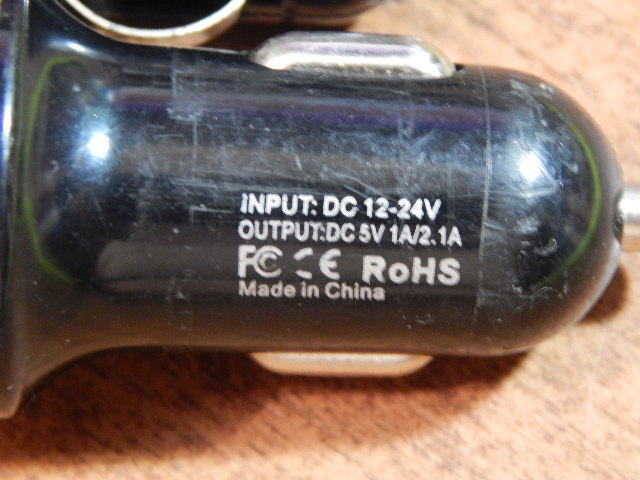 INPUT: DC 12-24V
OUTPUT:DC 5V 1A/2.1A
FC CE RoHS
Made in China